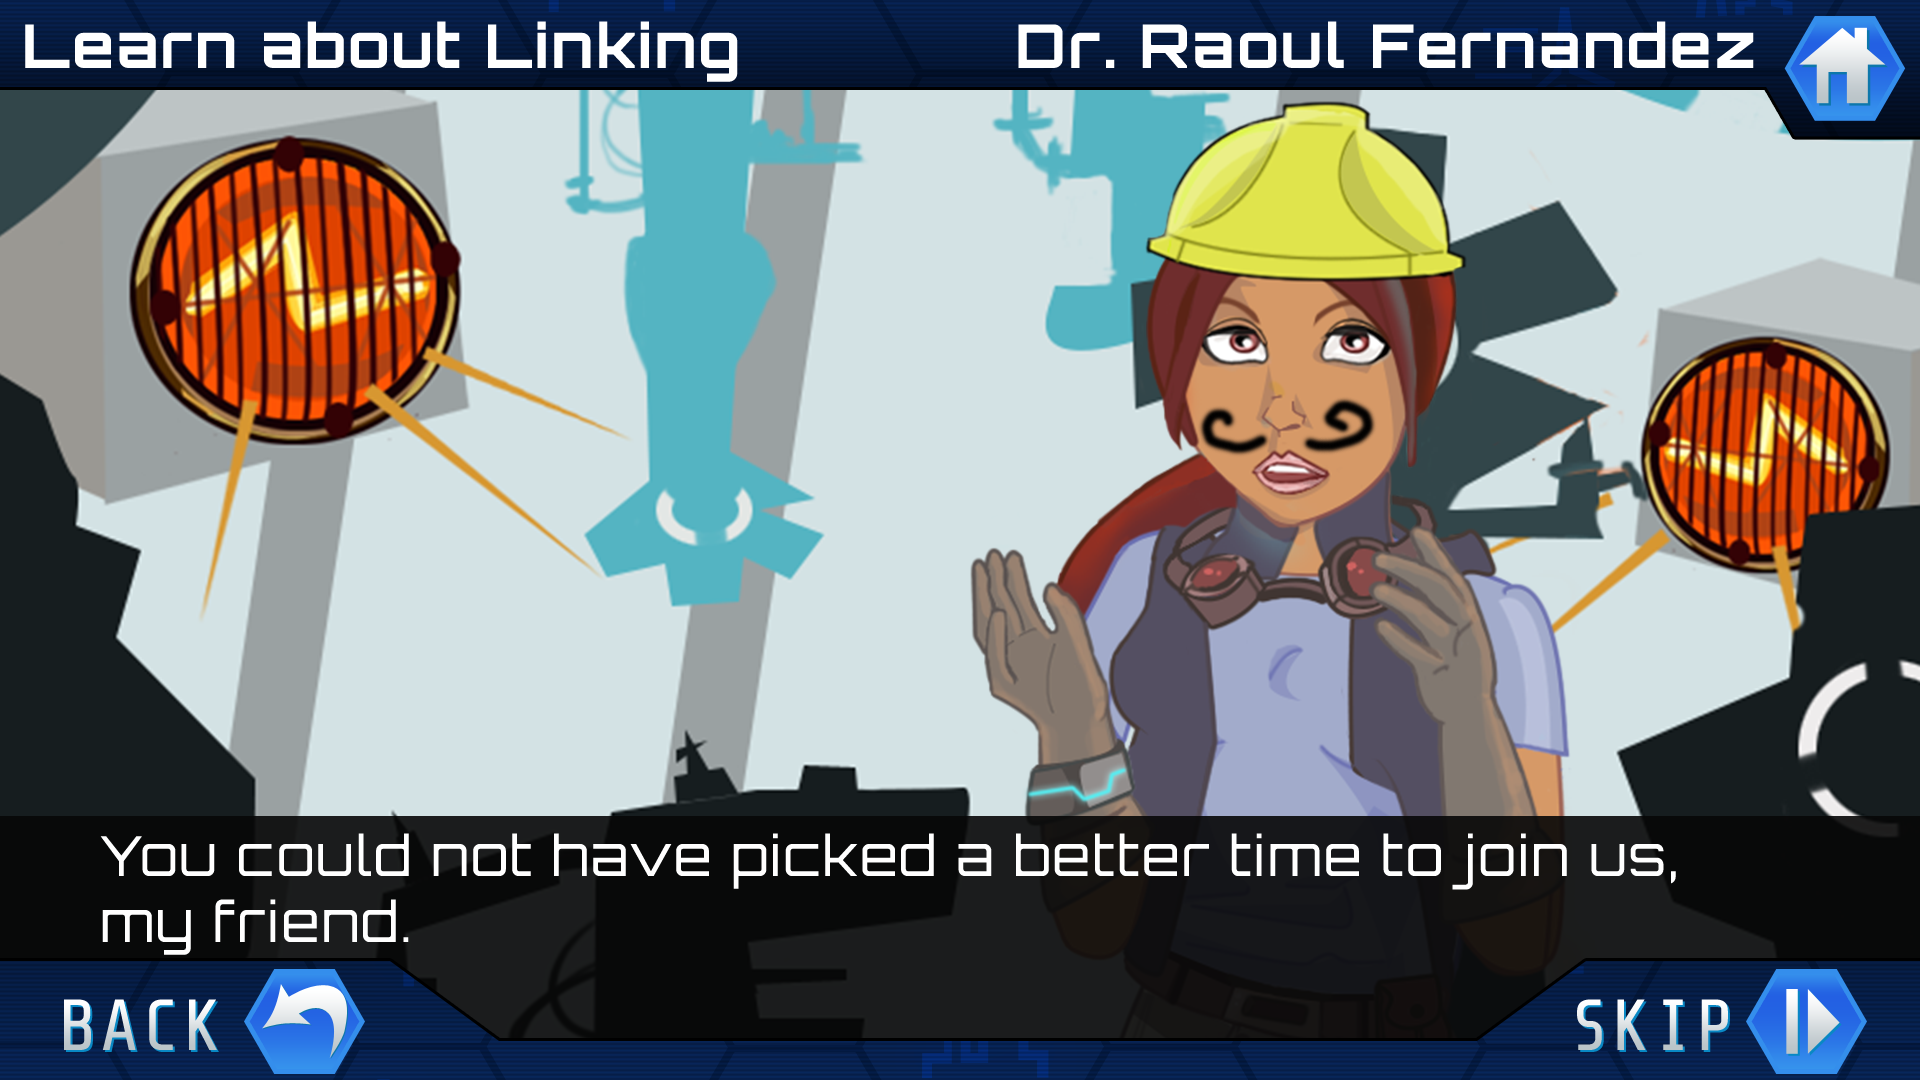 Learn about Linking
Dr. Raoul Fernandez
You could not have picked a better time to join us,
my friend.
BACK
SKIP